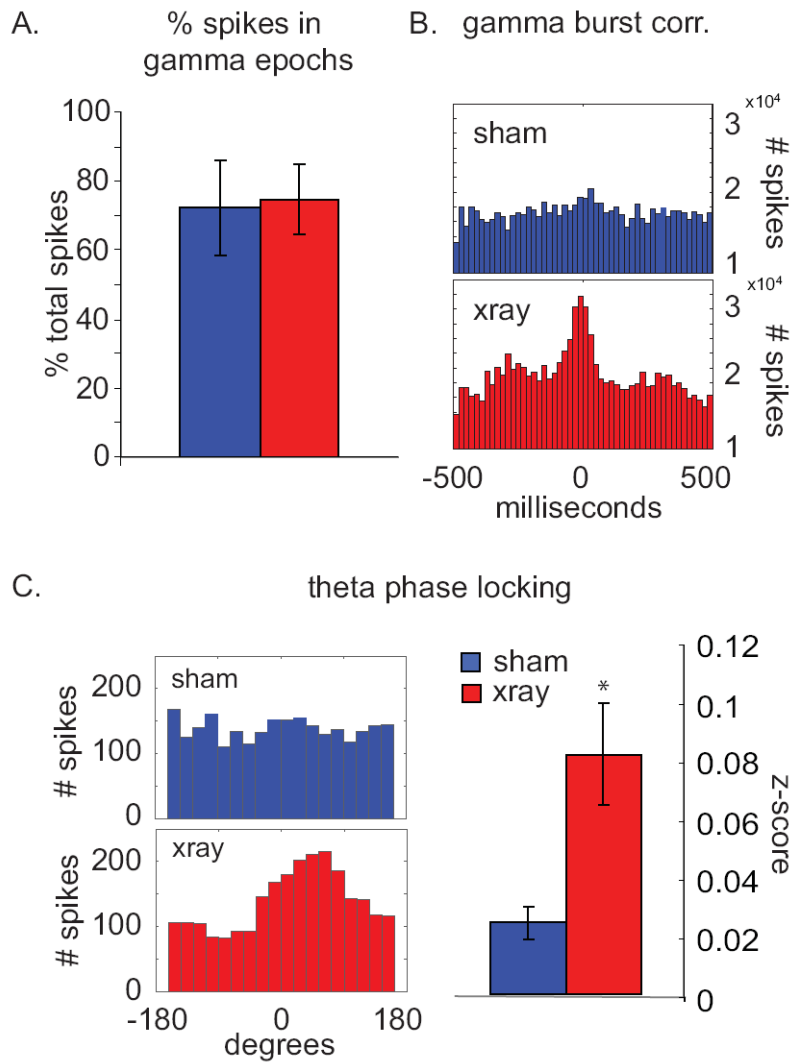 A.
% spikes in
gamma epochs
% total spikes
100
80
60
40
20
0
B.
gamma burst corr.
sham
x10⁴
3
2
1
# spikes
xray
x10⁴
3
2
1
# spikes
-500
0
500
milliseconds
C.
theta phase locking
sham
# spikes
200
100
0
xray
# spikes
200
100
0
-180
0
180
degrees
sham
xray
*
0.12
0.1
0.08
0.06
0.04
0.02
0
z-score